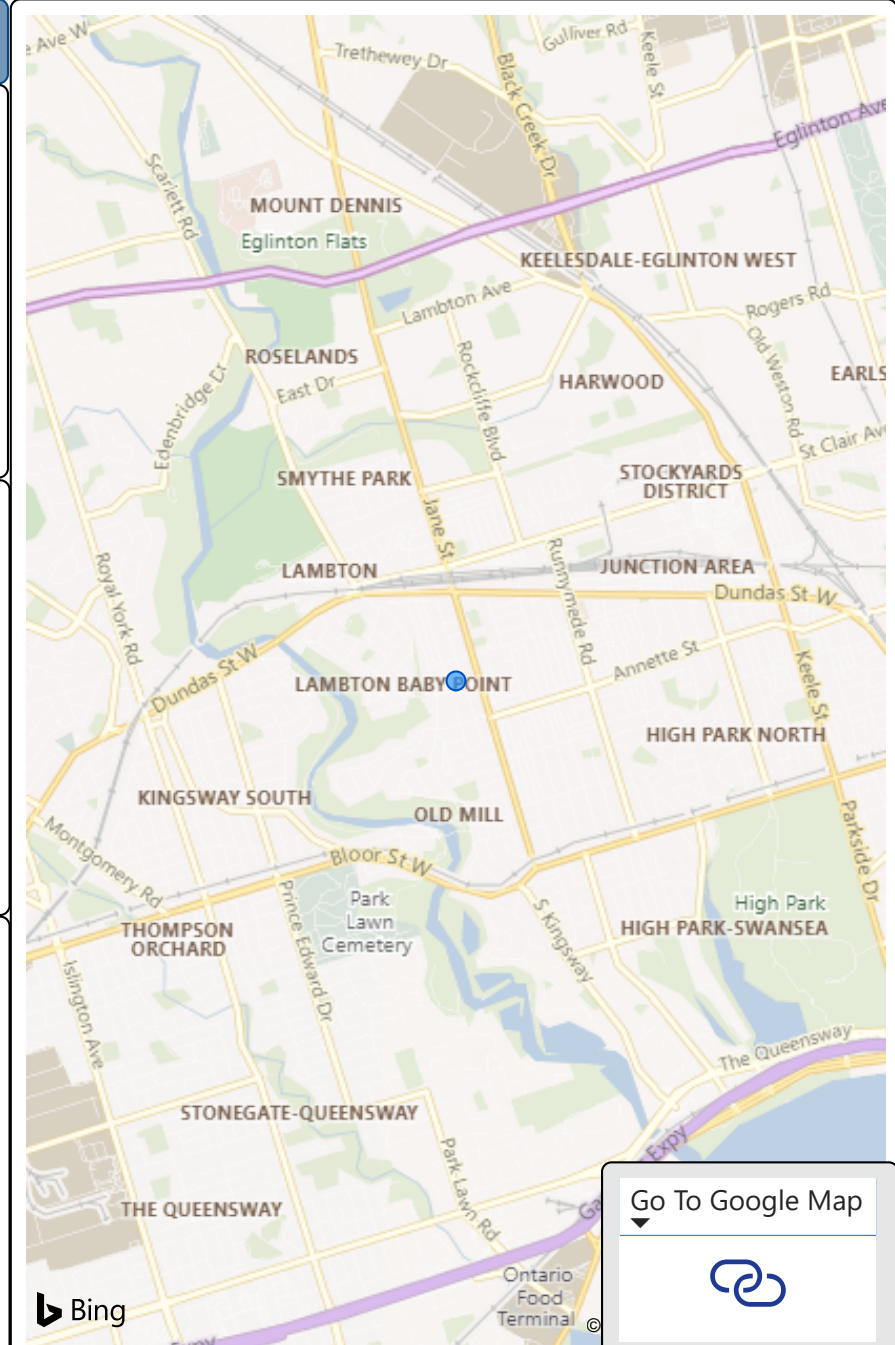 e Ave W
Trethewey Dr
Gulliver Rd
Keele St
Black Creek Dr
Eglinton Ave
Scarlett Rd
MOUNT DENNIS
Eglinton Flats
KEELESDALE-EGLINTON WEST
Lambton Ave
Rogers Rd
Old Weston Rd
ROSELANDS
Rockcliffe Blvd
HARWOOD
EARLS
East Dr
Edenbridge Dr
St Clair Ave
SMYTHE PARK
STOCKYARDS
DISTRICT
Jane St
Royal York Rd
LAMBTON
Runnymede Rd
JUNCTION AREA
Dundas St W
Dundas St W
Annette St
Keele St
LAMBTON BABY POINT
HIGH PARK NORTH
KINGSWAY SOUTH
OLD MILL
Montgomery Rd
Bloor St W
Parkside Dr
Park
Lawn
Cemetery
High Park
THOMPSON
ORCHARD
Prince Edward Dr
S Kingsway
HIGH PARK-SWANSEA
Islington Ave
The Queensway
STONEGATE-QUEENSWAY
Park Lawn Rd
Ga
Expy
THE QUEENSWAY
Go To Google Map
Ontario
Food
Terminal
©
Bing
Expy